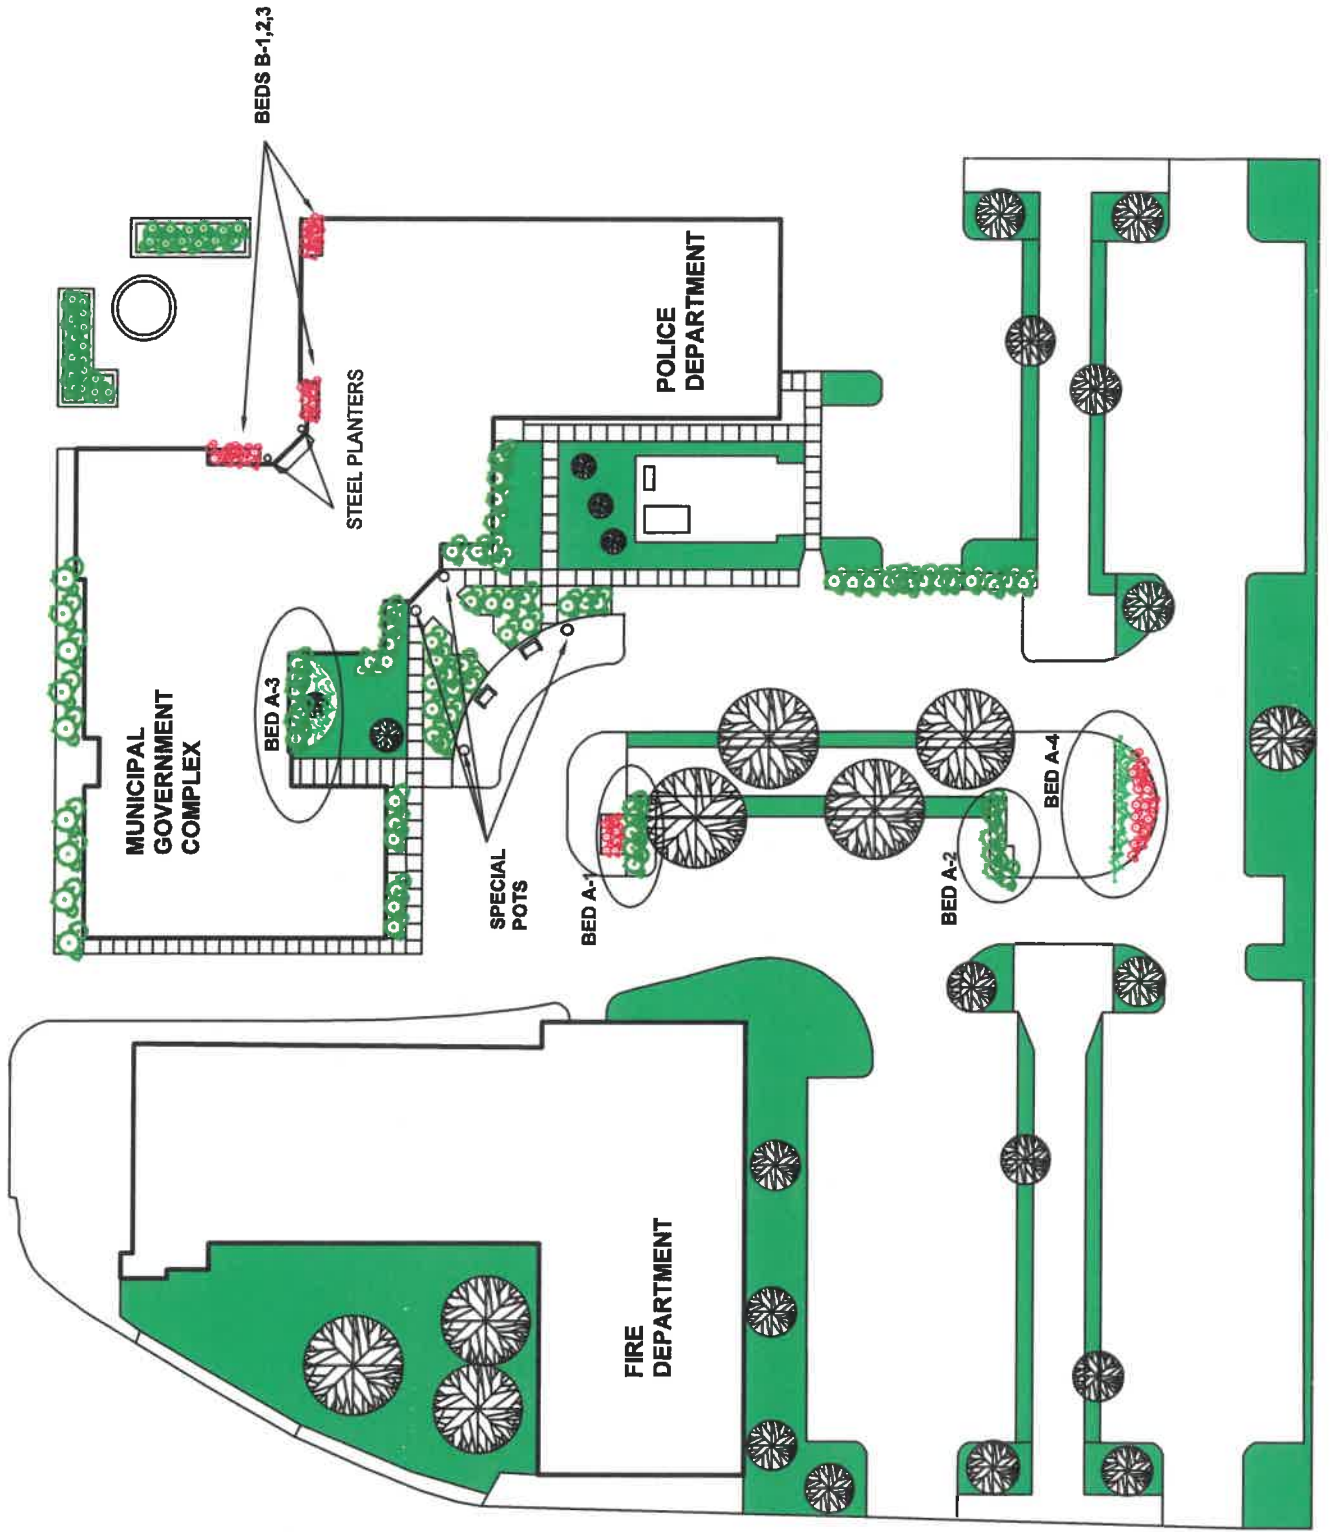 BEDS B-1,2,3
STEEL PLANTERS
POLICE
DEPARTMENT
MUNICIPAL
GOVERNMENT
COMPLEX
BED A-3
SPECIAL
POTS
BED A-1
BED A-2
BED A-4
FIRE
DEPARTMENT